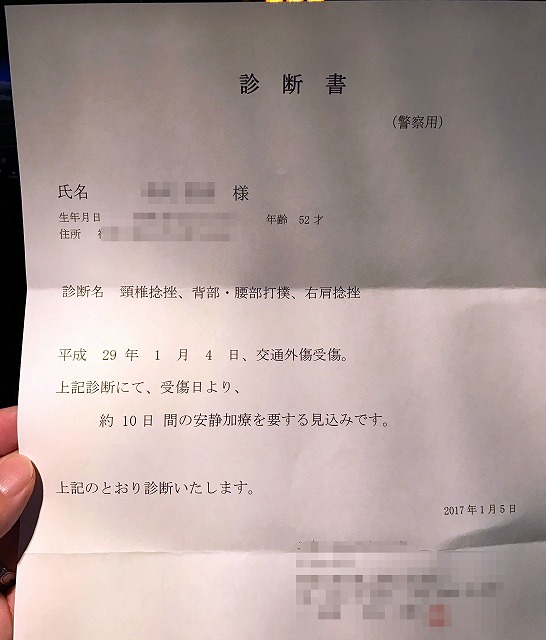 診断書
（警察用）
氏名 様
生年月日 年齢 52才
住所
診断名 頸椎捻挫、背部・腰部打撲、右肩捻挫
平成 29 年 1 月 4 日、交通外傷受傷。
上記診断にて、受傷日より、
約 10日 間の安静加療を要する見込みです。
上記のとおり診断いたします。
2017年1月5日